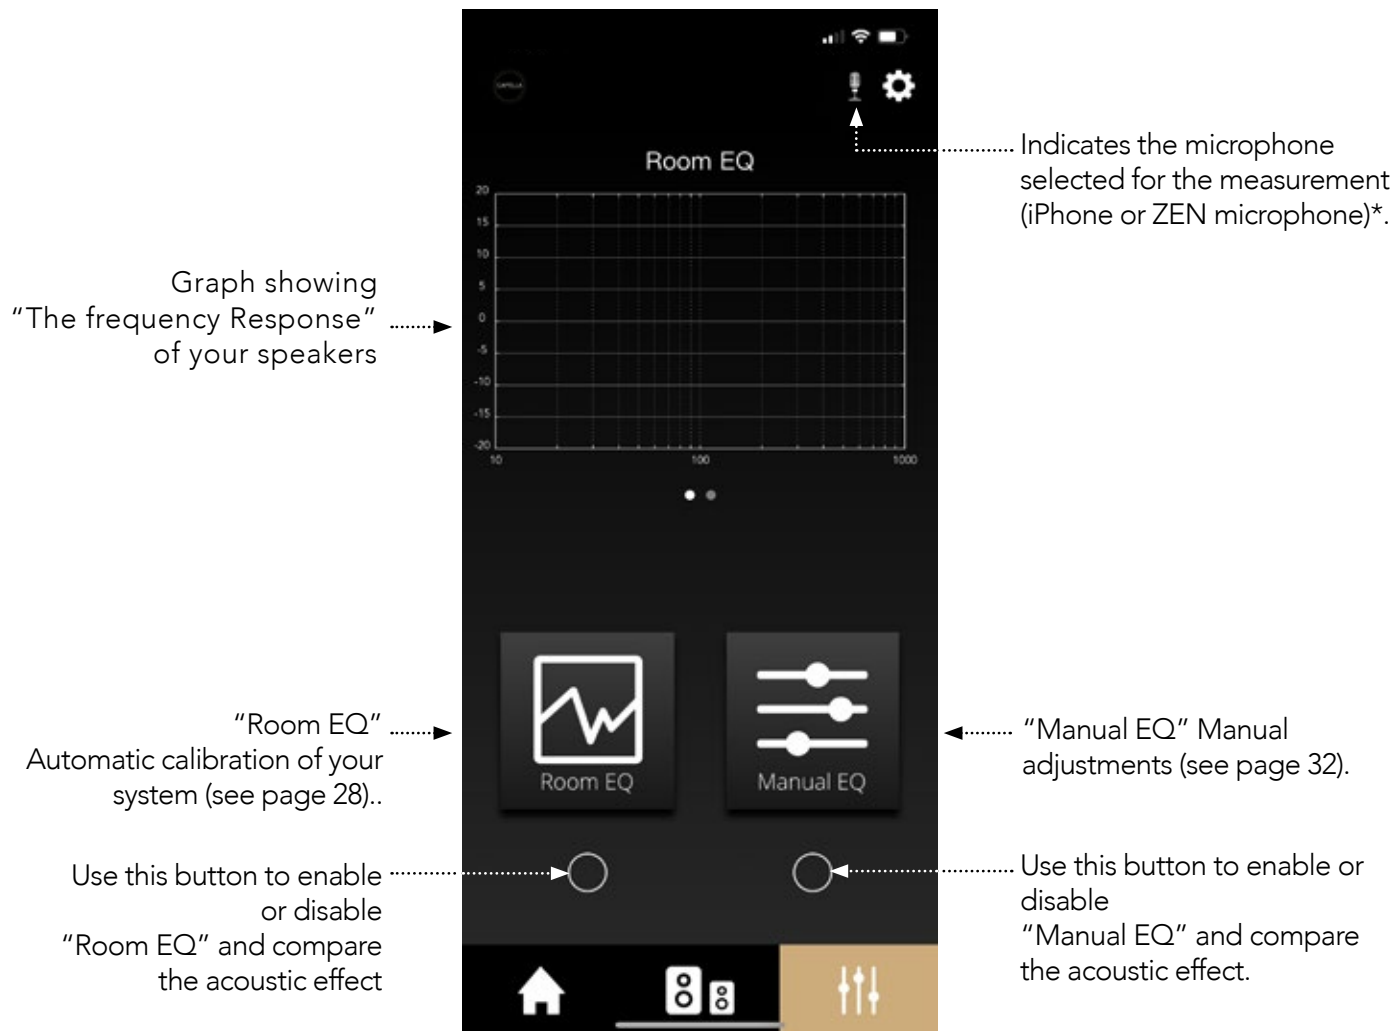 CAPELLA
Room EQ
20
15
10
5
0
-5
-10
-15
-20
10 100 1000
Indicates the microphone
selected for the measurement
(iPhone or ZEN microphone)*.
Graph showing
“The frequency Response”
of your speakers
Room EQ
Manual EQ
“Room EQ”
Automatic calibration of your
system (see page 28)..
“Manual EQ” Manual
adjustments (see page 32).
Use this button to enable
or disable
“Room EQ” and compare
the acoustic effect
Use this button to enable or
disable
“Manual EQ” and compare
the acoustic effect.